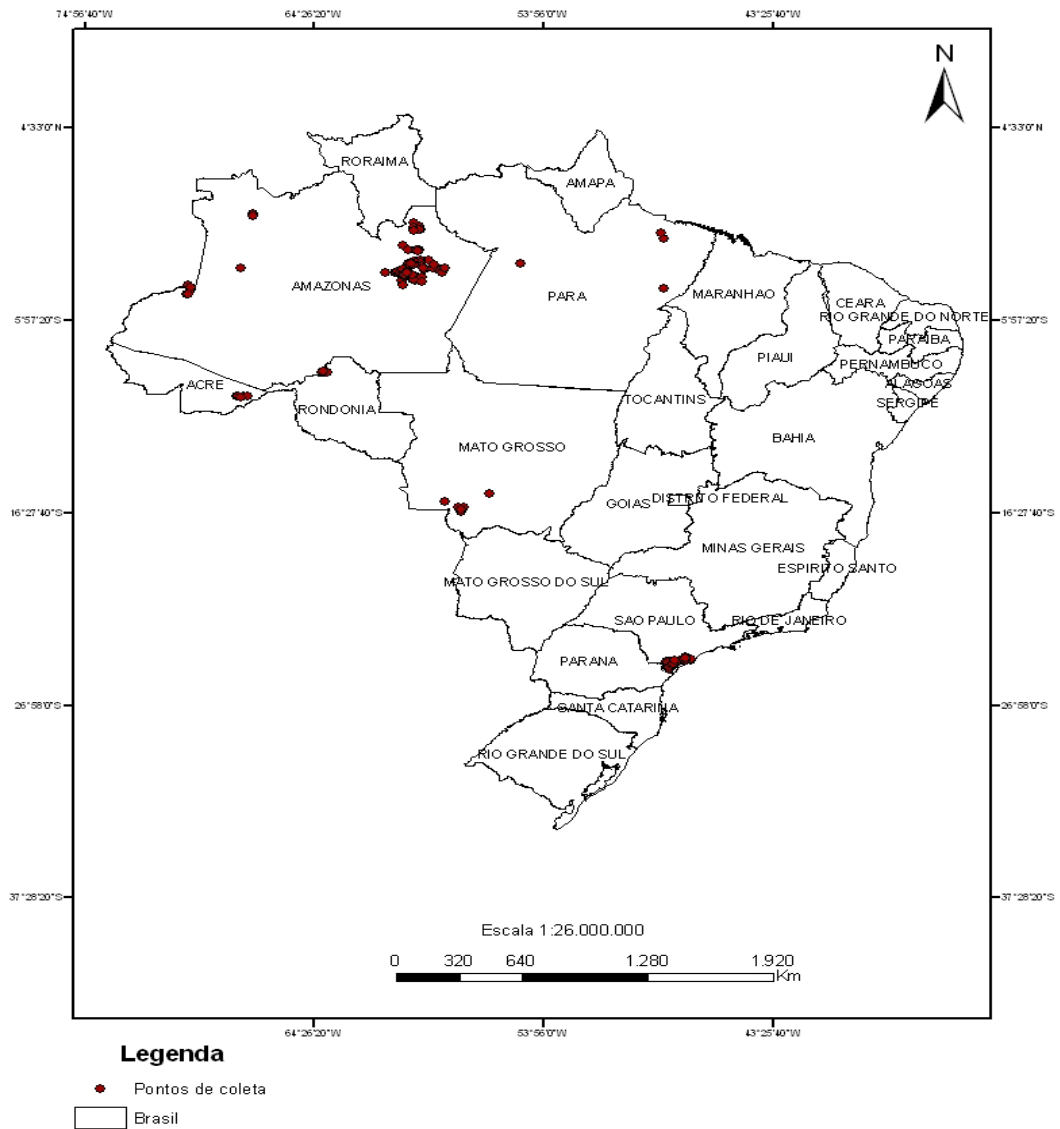 74°56'40"W 64°26'20"W 53°56'0"W 43°25'40"W
N
4°33'0"N 4°33'0"N
RORAIMA
AMAPA
AMAZONAS
PARA
MARANHAO
CEARA
RIO GRANDE DO NORTE
5°57'20"S 5°57'20"S
PARAIBA
PIAUI
PERNAMBUCO
ACRE
ALAGOAS
TOCANTINS
SERGIPE
RONDONIA
BAHIA
MATO GROSSO
GOIAS
DISTRITO FEDERAL
16°27'40"S 16°27'40"S
MINAS GERAIS
ESPIRITO SANTO
MATO GROSSO DO SUL
SAO PAULO
RIO DE JANEIRO
PARANA
26°58'0"S 26°58'0"S
SANTA CATARINA
RIO GRANDE DO SUL
37°28'20"S 37°28'20"S
Escala 1:26.000.000
0 320 640 1.280 1.920
Km
64°26'20"W 53°56'0"W 43°25'40"W
Legenda
Pontos de coleta
Brasil